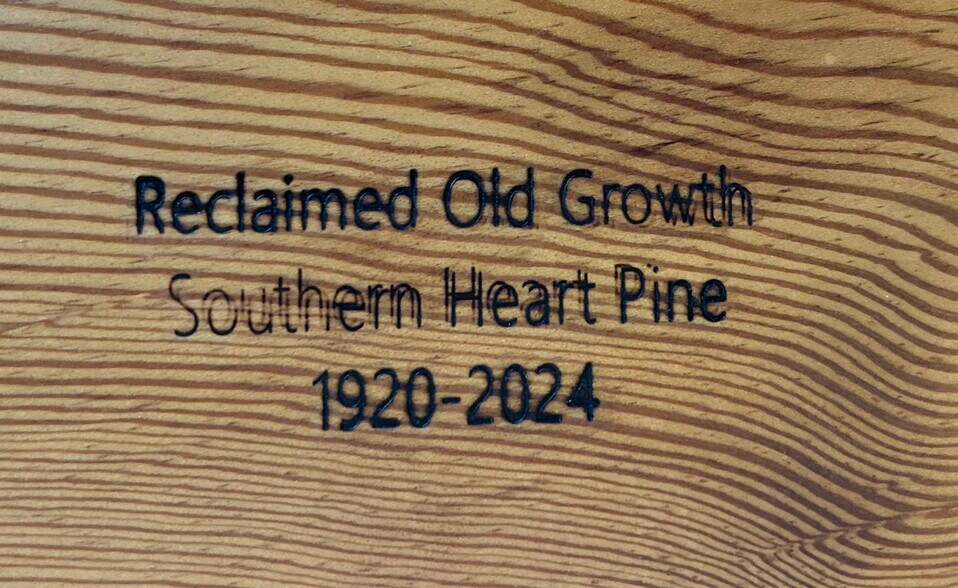 Reclaimed Old Growth
Southern Heart Pine
1920-2024